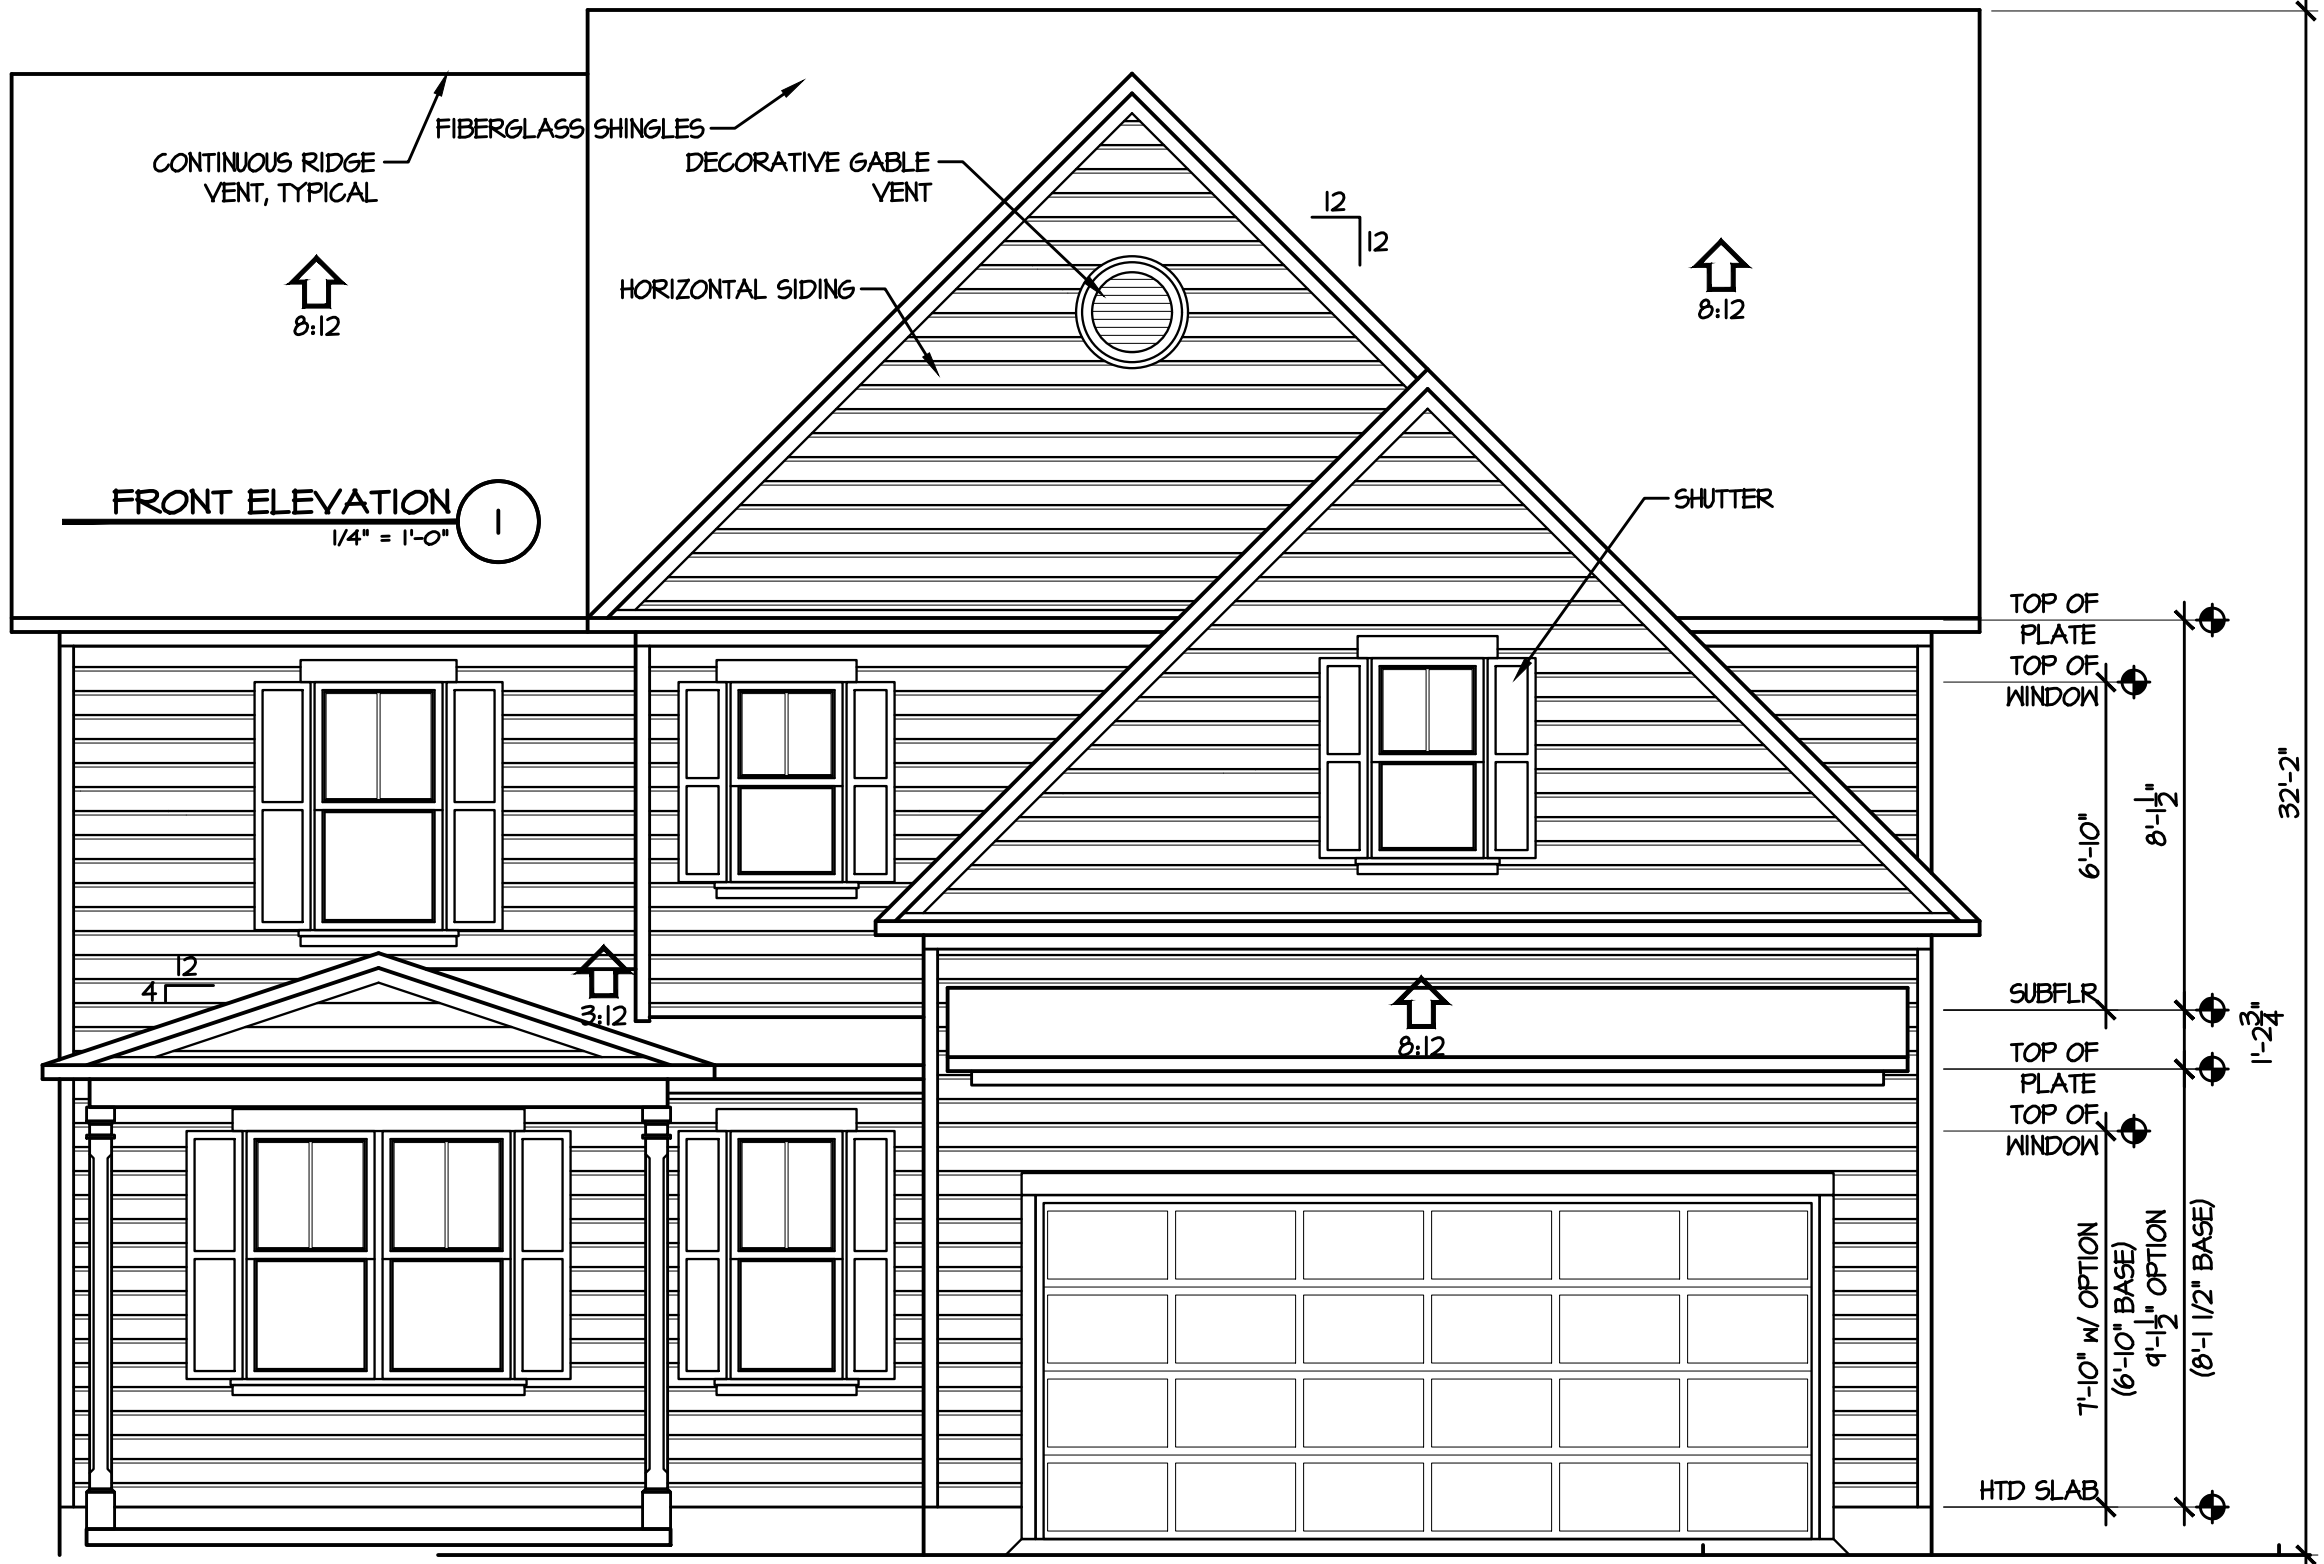 FIBERGLASS SHINGLES
CONTINUOUS RIDGE
VENT, TYPICAL
DECORATIVE GABLE
VENT
12
12
HORIZONTAL SIDING
8:12
8:12
FRONT ELEVATION
1/4" = 1'-0"
1
SHUTTER
TOP OF
PLATE
TOP OF
WINDOW
32'-2"
8'-1 1/2"
6'-10"
12
4
3:12
8:12
SUBFLR
1'-2 3/4"
TOP OF
PLATE
TOP OF
WINDOW
7'-10" W/ OPTION
(6'-10" BASE)
9'-1 1/2" OPTION
(8'-1 1/2" BASE)
HTD SLAB